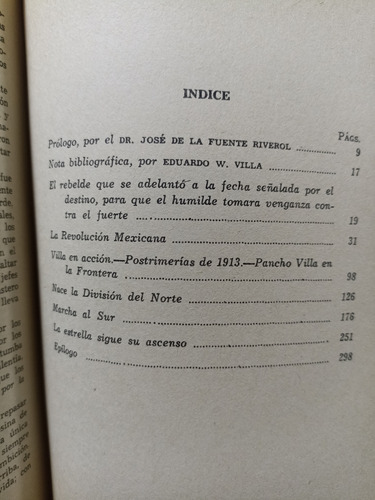 INDICE
PÁGS.
Prólogo, por el DR. JOSÉ DE LA FUENTE RIVEROL ........ 9
Nota bibliográfica, por EDUARDO W. VILLA ........ 17
El rebelde que se adelantó a la fecha señalada por el
destino, para que el humilde tomara venganza con-
tra el fuerte ........ 19
La Revolución Mexicana ........ 31
Villa en acción.—Postrimerías de 1913.—Pancho Villa en
la Frontera ........ 98
Nace la División del Norte ........ 126
Marcha al Sur ........ 176
La estrella sigue su ascenso ........ 251
Epílogo ........ 298